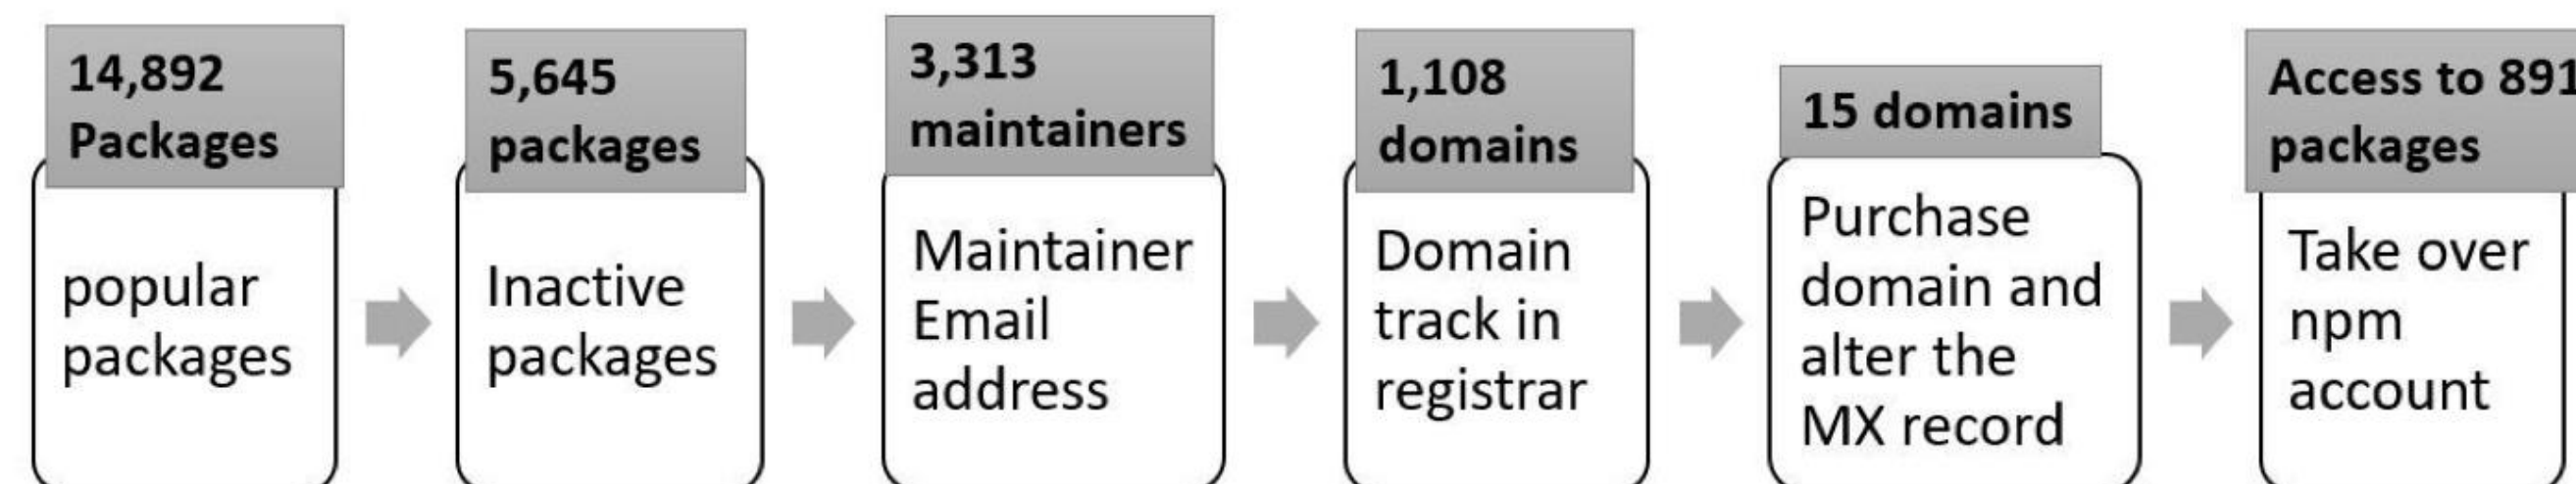 14,892
Packages
popular
packages
5,645
packages
Inactive
packages
3,313
maintainers
Maintainer
Email
address
1,108
domains
Domain
track in
registrar
15 domains
Purchase
domain and
alter the
MX record
Access to 891
packages
Take over
npm
account